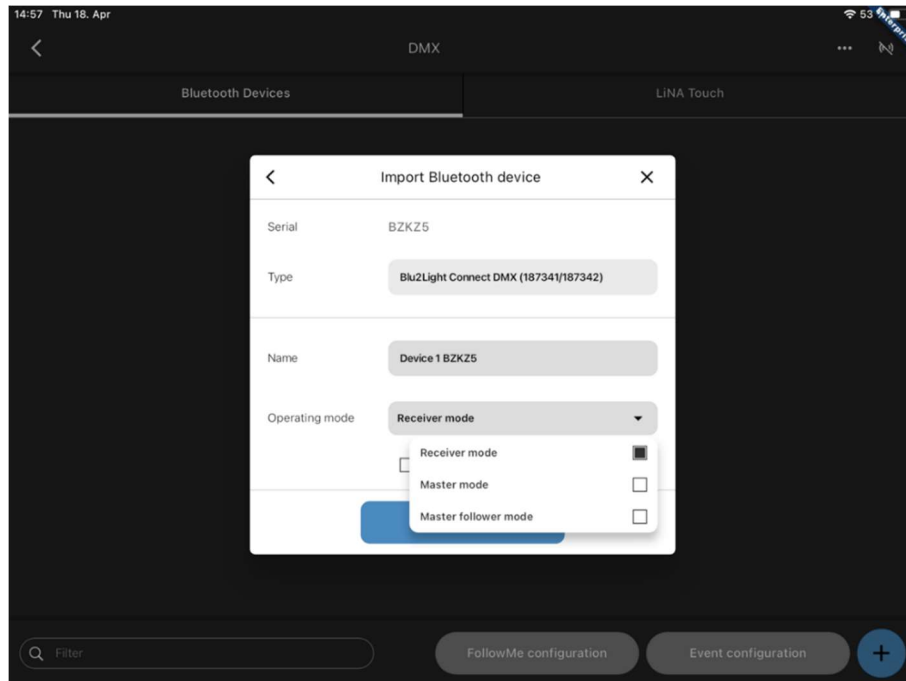 14:57 Thu 18. Apr
53
Enterpri
DMX
Bluetooth Devices
LiNA Touch
Import Bluetooth device
Serial
BZKZ5
Type
Blu2Light Connect DMX (187341/187342)
Name
Device 1 BZKZ5
Operating mode
Receiver mode
Receiver mode
Master mode
Master follower mode
Filter
FollowMe configuration
Event configuration